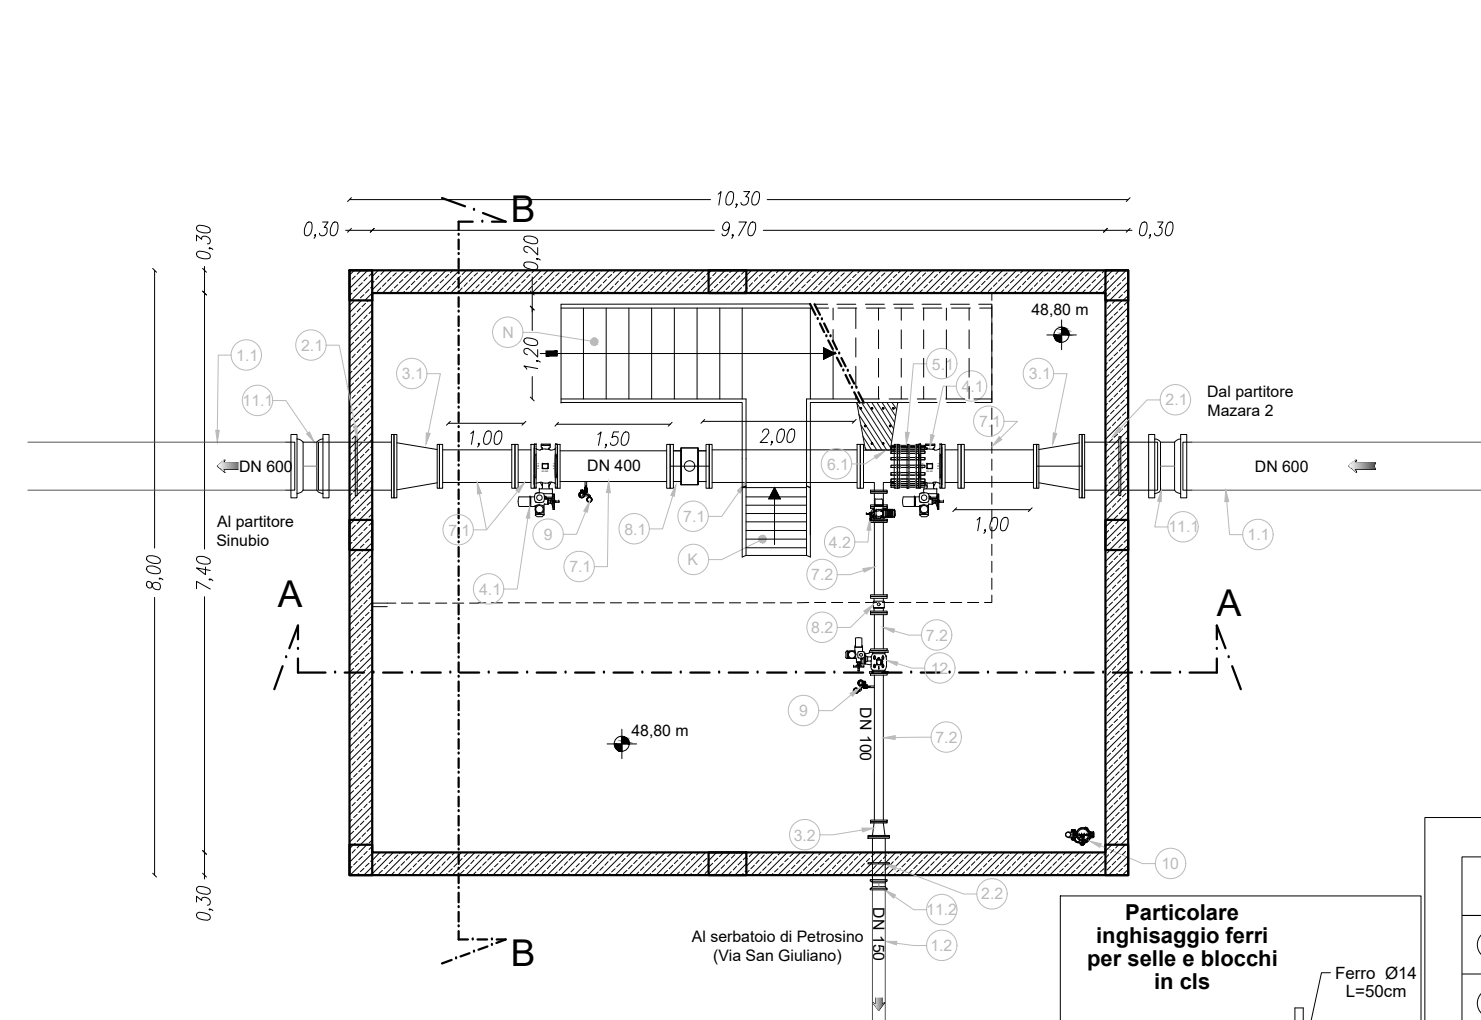 10,30
B
0,30
9,70
0,30
0,30
0,20
48,80 m
N
1,20
1.1
2.1
3.1
5.1
4.1
3.1
11.1
7.1
2.1
Dal partitore
Mazara 2
1,00
1,50
2,00
DN 600
DN 400
6.1
DN 600
Al partitore
Sinubio
7.1
9
8.1
7.1
4.2
1,00
11.1
1.1
8,00
7,40
7.1
K
7.2
4.1
A
A
8.2
7.2
12
9
DN 100
48,80 m
7.2
3.2
10
0,30
2.2
11.2
B
Al serbatoio di Petrosino
(Via San Giuliano)
DN 150
1.2
Particolare
inghisaggio ferri
per selle e blocchi
in cls
Ferro Ø14
L=50cm